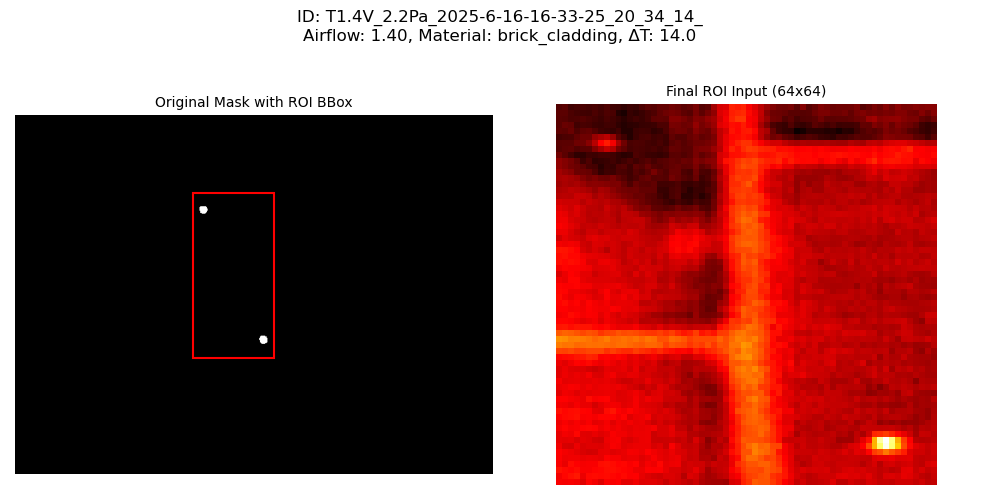 ID: T1.4V_2.2Pa_2025-6-16-16-33-25_20_34_14_
Airflow: 1.40, Material: brick_cladding, ΔT: 14.0
Original Mask with ROI BBox
Final ROI Input (64x64)